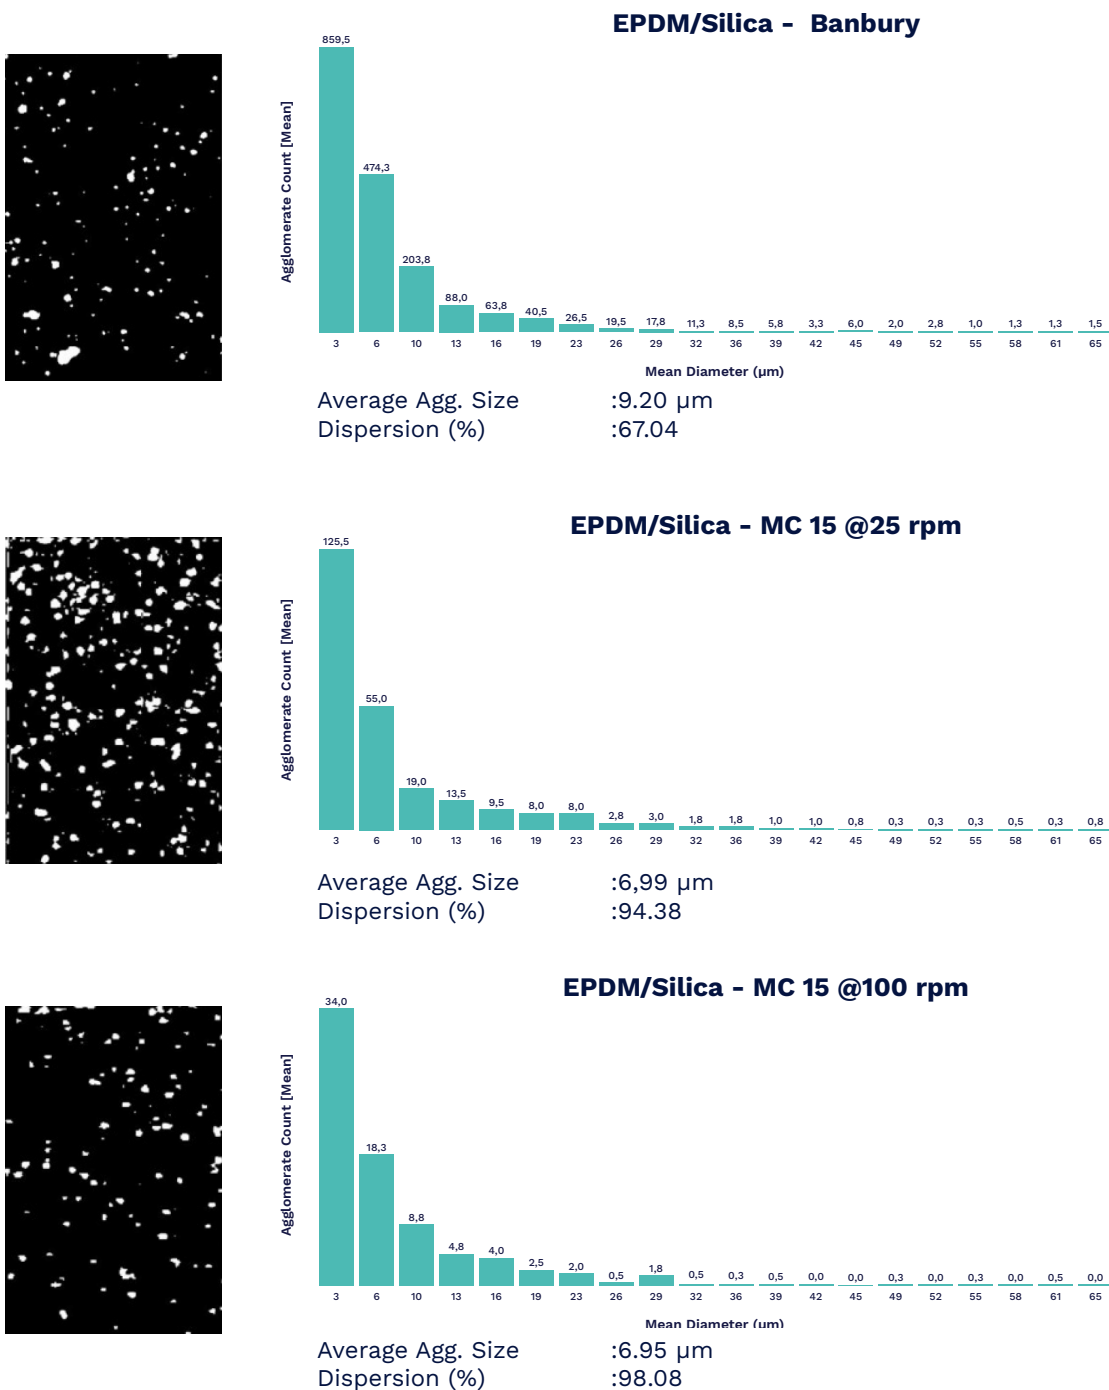 EPDM/Silica - Banbury
Agglomerate Count [Mean]
859,5 474,3 203,8 88,0 63,8 40,5 26,5 19,5 17,8 11,3 8,5 5,8 3,3 6,0 2,0 2,8 1,0 1,3 1,3 1,5
3 6 10 13 16 19 23 26 29 32 36 39 42 45 49 52 55 58 61 65
Mean Diameter (µm)
Average Agg. Size :9.20 µm
Dispersion (%) :67.04
EPDM/Silica - MC 15 @25 rpm
Agglomerate Count [Mean]
125,5 55,0 19,0 13,5 9,5 8,0 8,0 2,8 3,0 1,8 1,8 1,0 1,0 0,8 0,3 0,3 0,3 0,5 0,3 0,8
3 6 10 13 16 19 23 26 29 32 36 39 42 45 49 52 55 58 61 65
Average Agg. Size :6,99 µm
Dispersion (%) :94.38
EPDM/Silica - MC 15 @100 rpm
Agglomerate Count [Mean]
34,0 18,3 8,8 4,8 4,0 2,5 2,0 0,5 1,8 0,5 0,3 0,5 0,0 0,0 0,3 0,0 0,3 0,0 0,5 0,0
3 6 10 13 16 19 23 26 29 32 36 39 42 45 49 52 55 58 61 65
Mean Diameter (µm)
Average Agg. Size :6.95 µm
Dispersion (%) :98.08